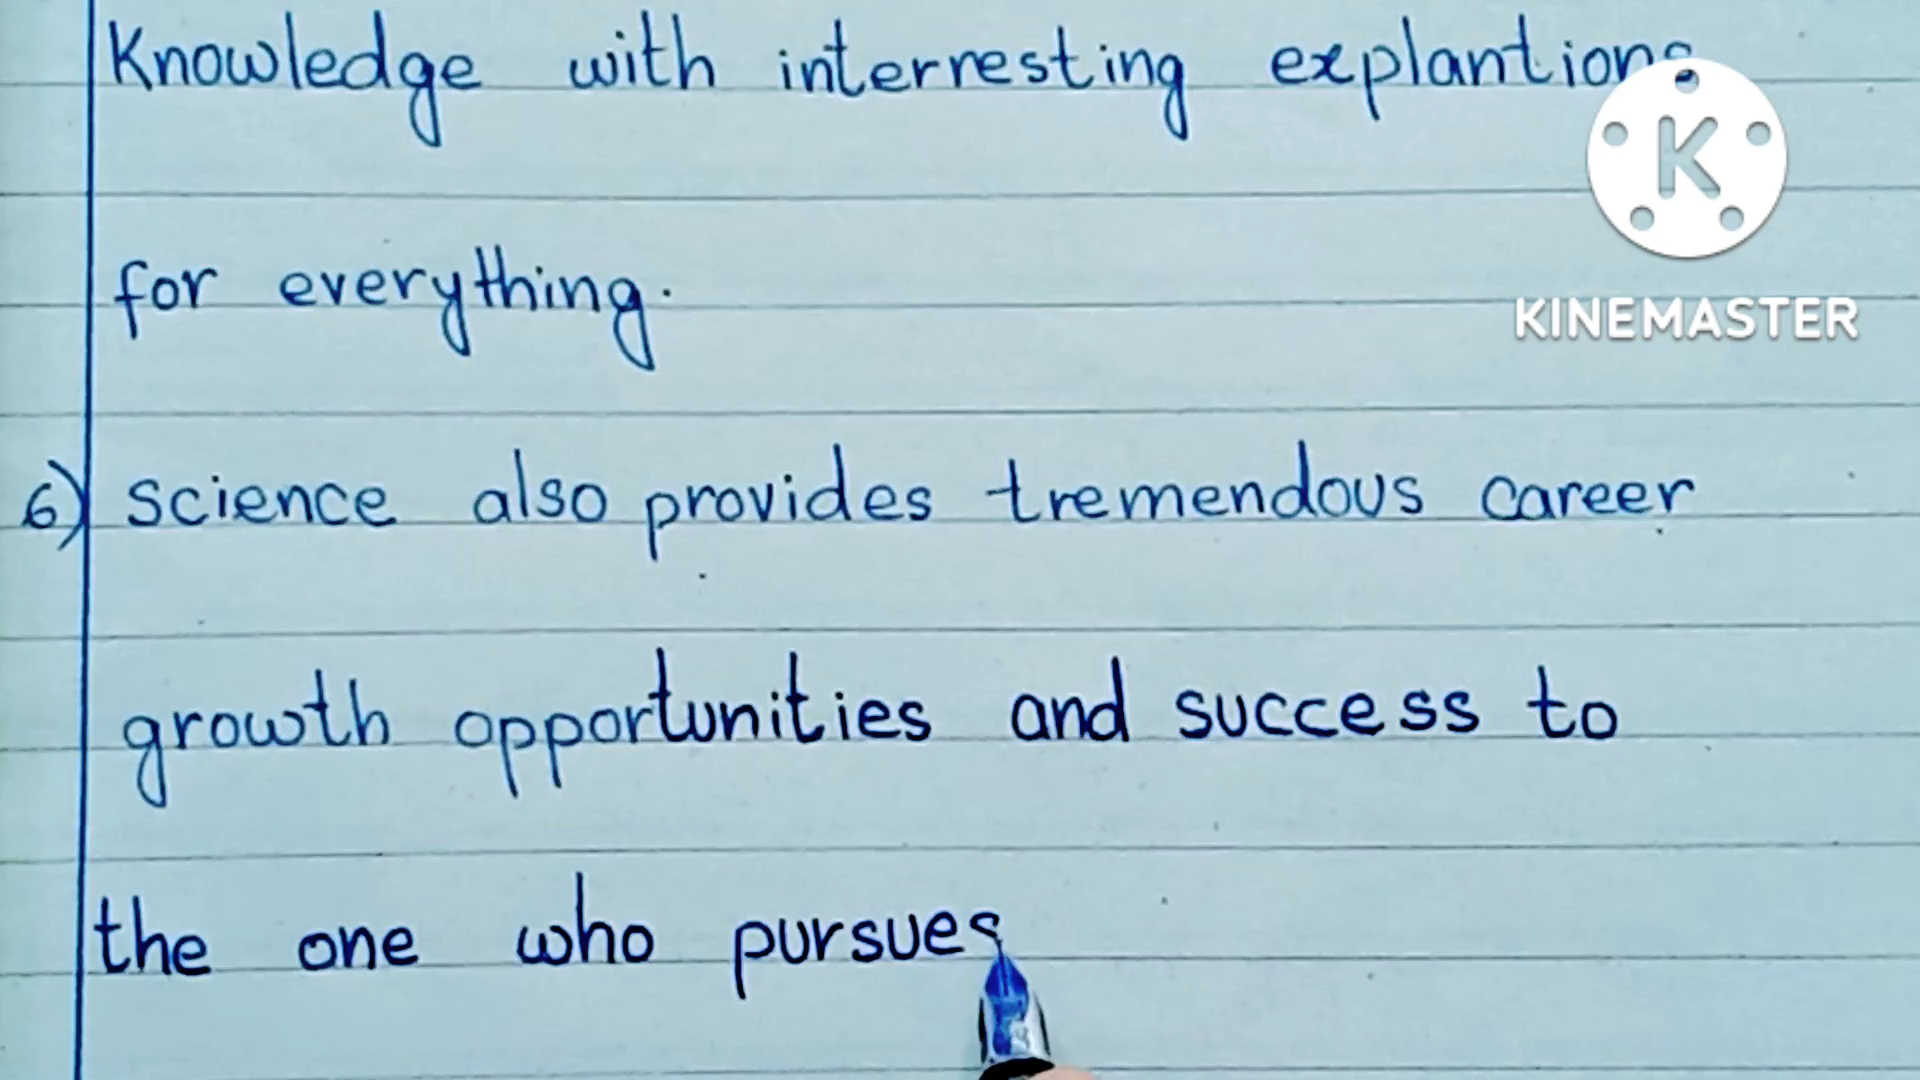 Knowledge with interresting explantions
for everything.
6) science also provides tremendous career
growth opportunities and success to
the one who pursues
K
KINEMASTER